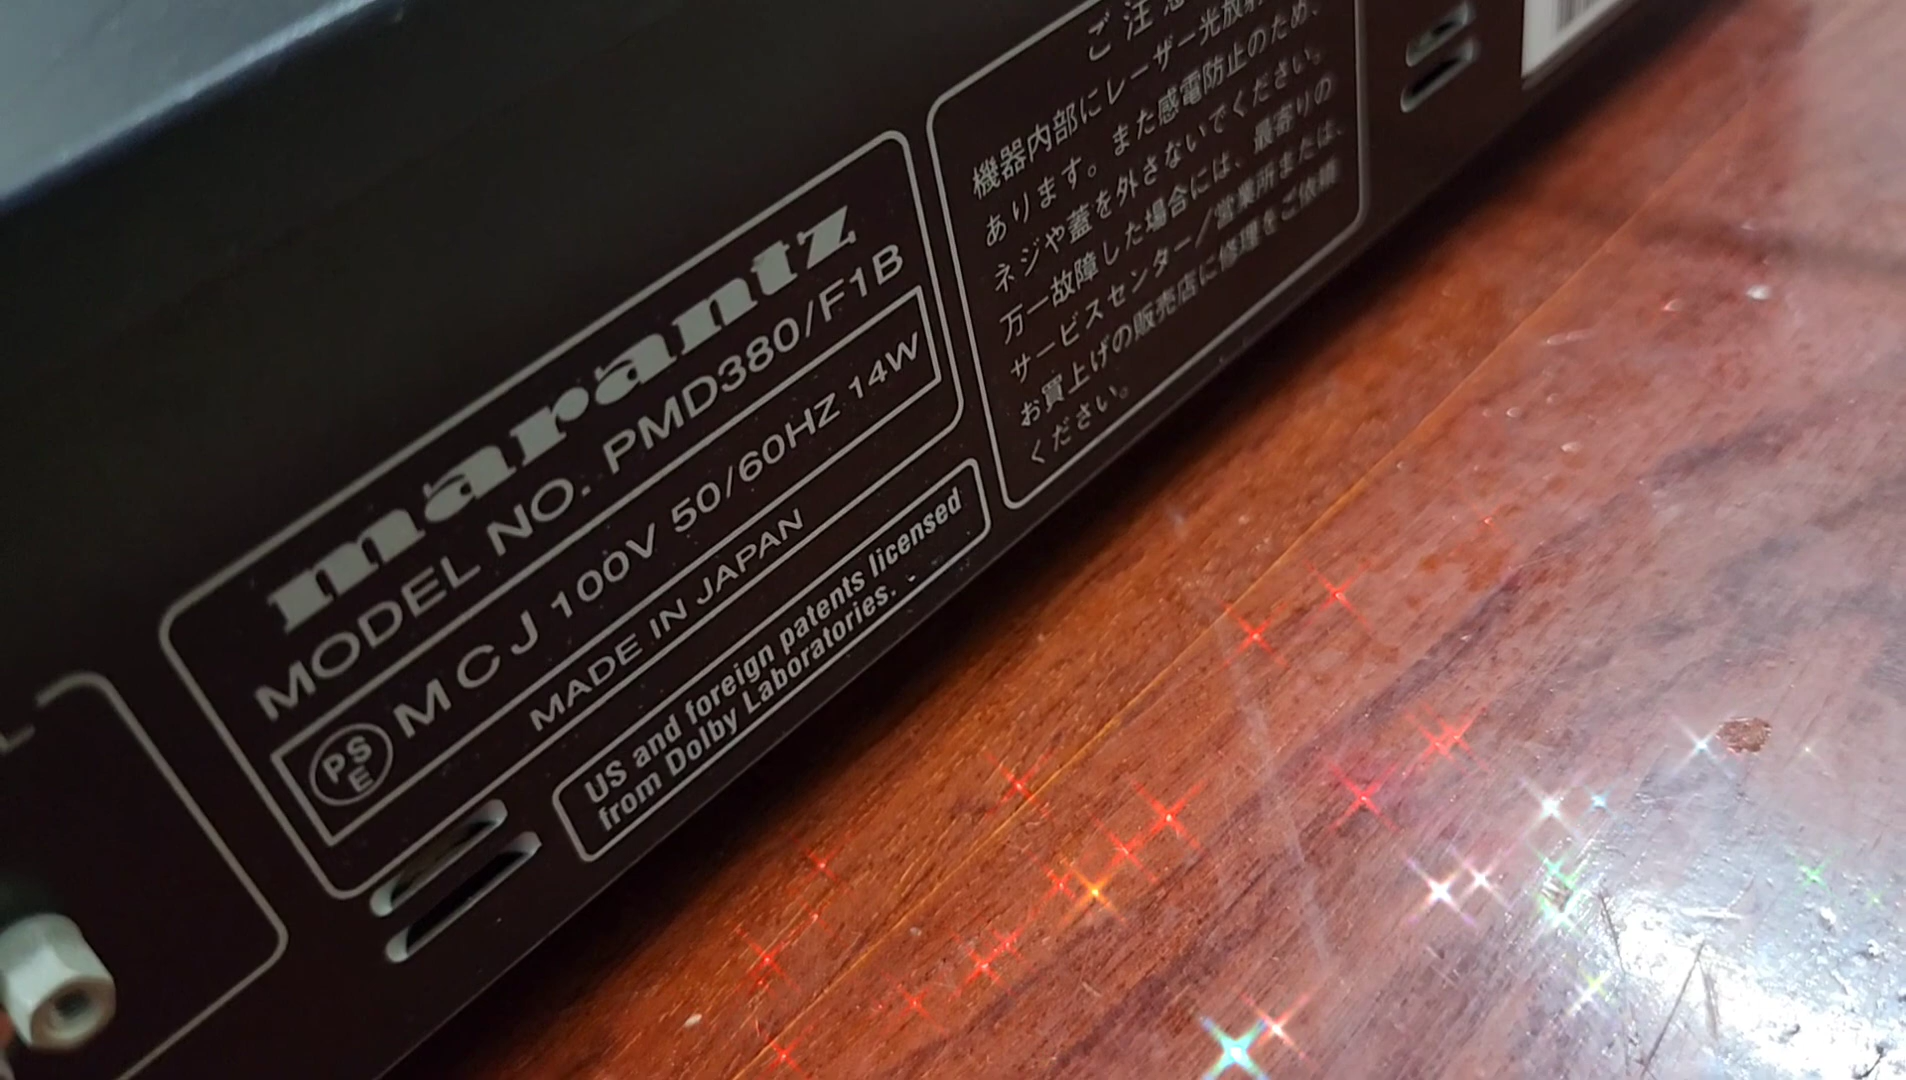 marantz
MODEL NO. PMD380/F1B
PSE MCJ 100V 50/60Hz 14W
MADE IN JAPAN
US and foreign patents licensed
from Dolby Laboratories.
ご注意
機器内部にレーザー光放射
あります。また感電防止のため、
ネジや蓋を外さないでください。
万一故障した場合には、最寄りの
サービスセンター/営業所または、
お買上げの販売店に修理をご依頼
ください。